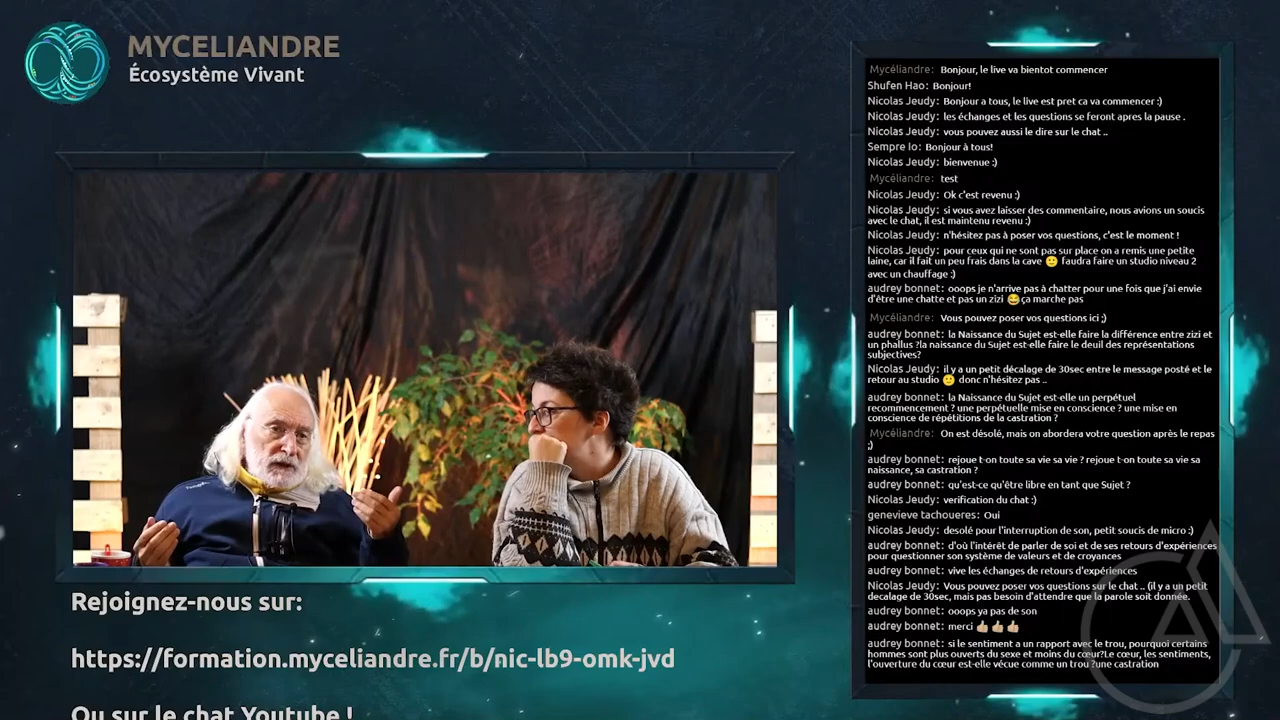 MYCELIANDRE
Écosystème Vivant
Mycéliandre: Bonjour, le live va bientot commencer
Shufen Hao: Bonjour!
Nicolas Jeudy: Bonjour a tous, le live est pret ca va commencer :)
Nicolas Jeudy: les échanges et les questions se feront apres la pause .
Nicolas Jeudy: vous pouvez aussi le dire sur le chat ..
Sempre Io: Bonjour à tous!
Nicolas Jeudy: bienvenue :)
Mycéliandre: test
Nicolas Jeudy: Ok c'est revenu :)
Nicolas Jeudy: si vous avez laisser des commentaire, nous avions un soucis
avec le chat, il est maintenu revenu :)
Nicolas Jeudy: n'hésitez pas à poser vos questions, c'est le moment !
Nicolas Jeudy: pour ceux qui ne sont pas sur place on a remis une petite
laine, car il fait un peu frais dans la cave 🙂 faudra faire un studio niveau 2
avec un chauffage :)
audrey bonnet: ooops je n'arrive pas à chatter pour une fois que j'ai envie
d'être une chatte et pas un zizi 😂 ça marche pas
Mycéliandre: Vous pouvez poser vos questions ici ;)
audrey bonnet: la Naissance du Sujet est-elle faire la différence entre zizi et
un phallus ?la naissance du Sujet est-elle faire le deuil des représentations
subjectives?
Nicolas Jeudy: il y a un petit décalage de 30sec entre le message posté et le
retour au studio 🙂 donc n'hésitez pas ..
audrey bonnet: la Naissance du Sujet est-elle un perpétuel
recommencement ? une perpétuelle mise en conscience ? une mise en
conscience de répétitions de la castration ?
Mycéliandre: On est désolé, mais on abordera votre question après le repas
;)
audrey bonnet: rejoue t-on toute sa vie sa vie ? rejoue t-on toute sa vie sa
naissance, sa castration ?
audrey bonnet: qu'est-ce qu'être libre en tant que Sujet ?
Nicolas Jeudy: verification du chat :)
genevieve tachoueres: Oui
Nicolas Jeudy: desolé pour l'interruption de son, petit soucis de micro :)
audrey bonnet: d'où l'intérêt de parler de soi et de ses retours d'expériences
pour questionner son système de valeurs et de croyances
audrey bonnet: vive les échanges de retours d'expériences
Nicolas Jeudy: Vous pouvez poser vos questions sur le chat .. (il y a un petit
decalage de 30sec, mais pas besoin d'attendre que la parole soit donnée.
audrey bonnet: ooops ya pas de son
audrey bonnet: merci 👍🏼👍🏼👍🏼
audrey bonnet: si le sentiment a un rapport avec le trou, pourquoi certains
hommes sont plus ouverts du sexe et moins du cœur?Le cœur, les sentiments,
l'ouverture du cœur est-elle vécue comme un trou ?une castration
Rejoignez-nous sur:
https://formation.myceliandre.fr/b/nic-lb9-omk-jvd
Ou sur le chat Youtube !